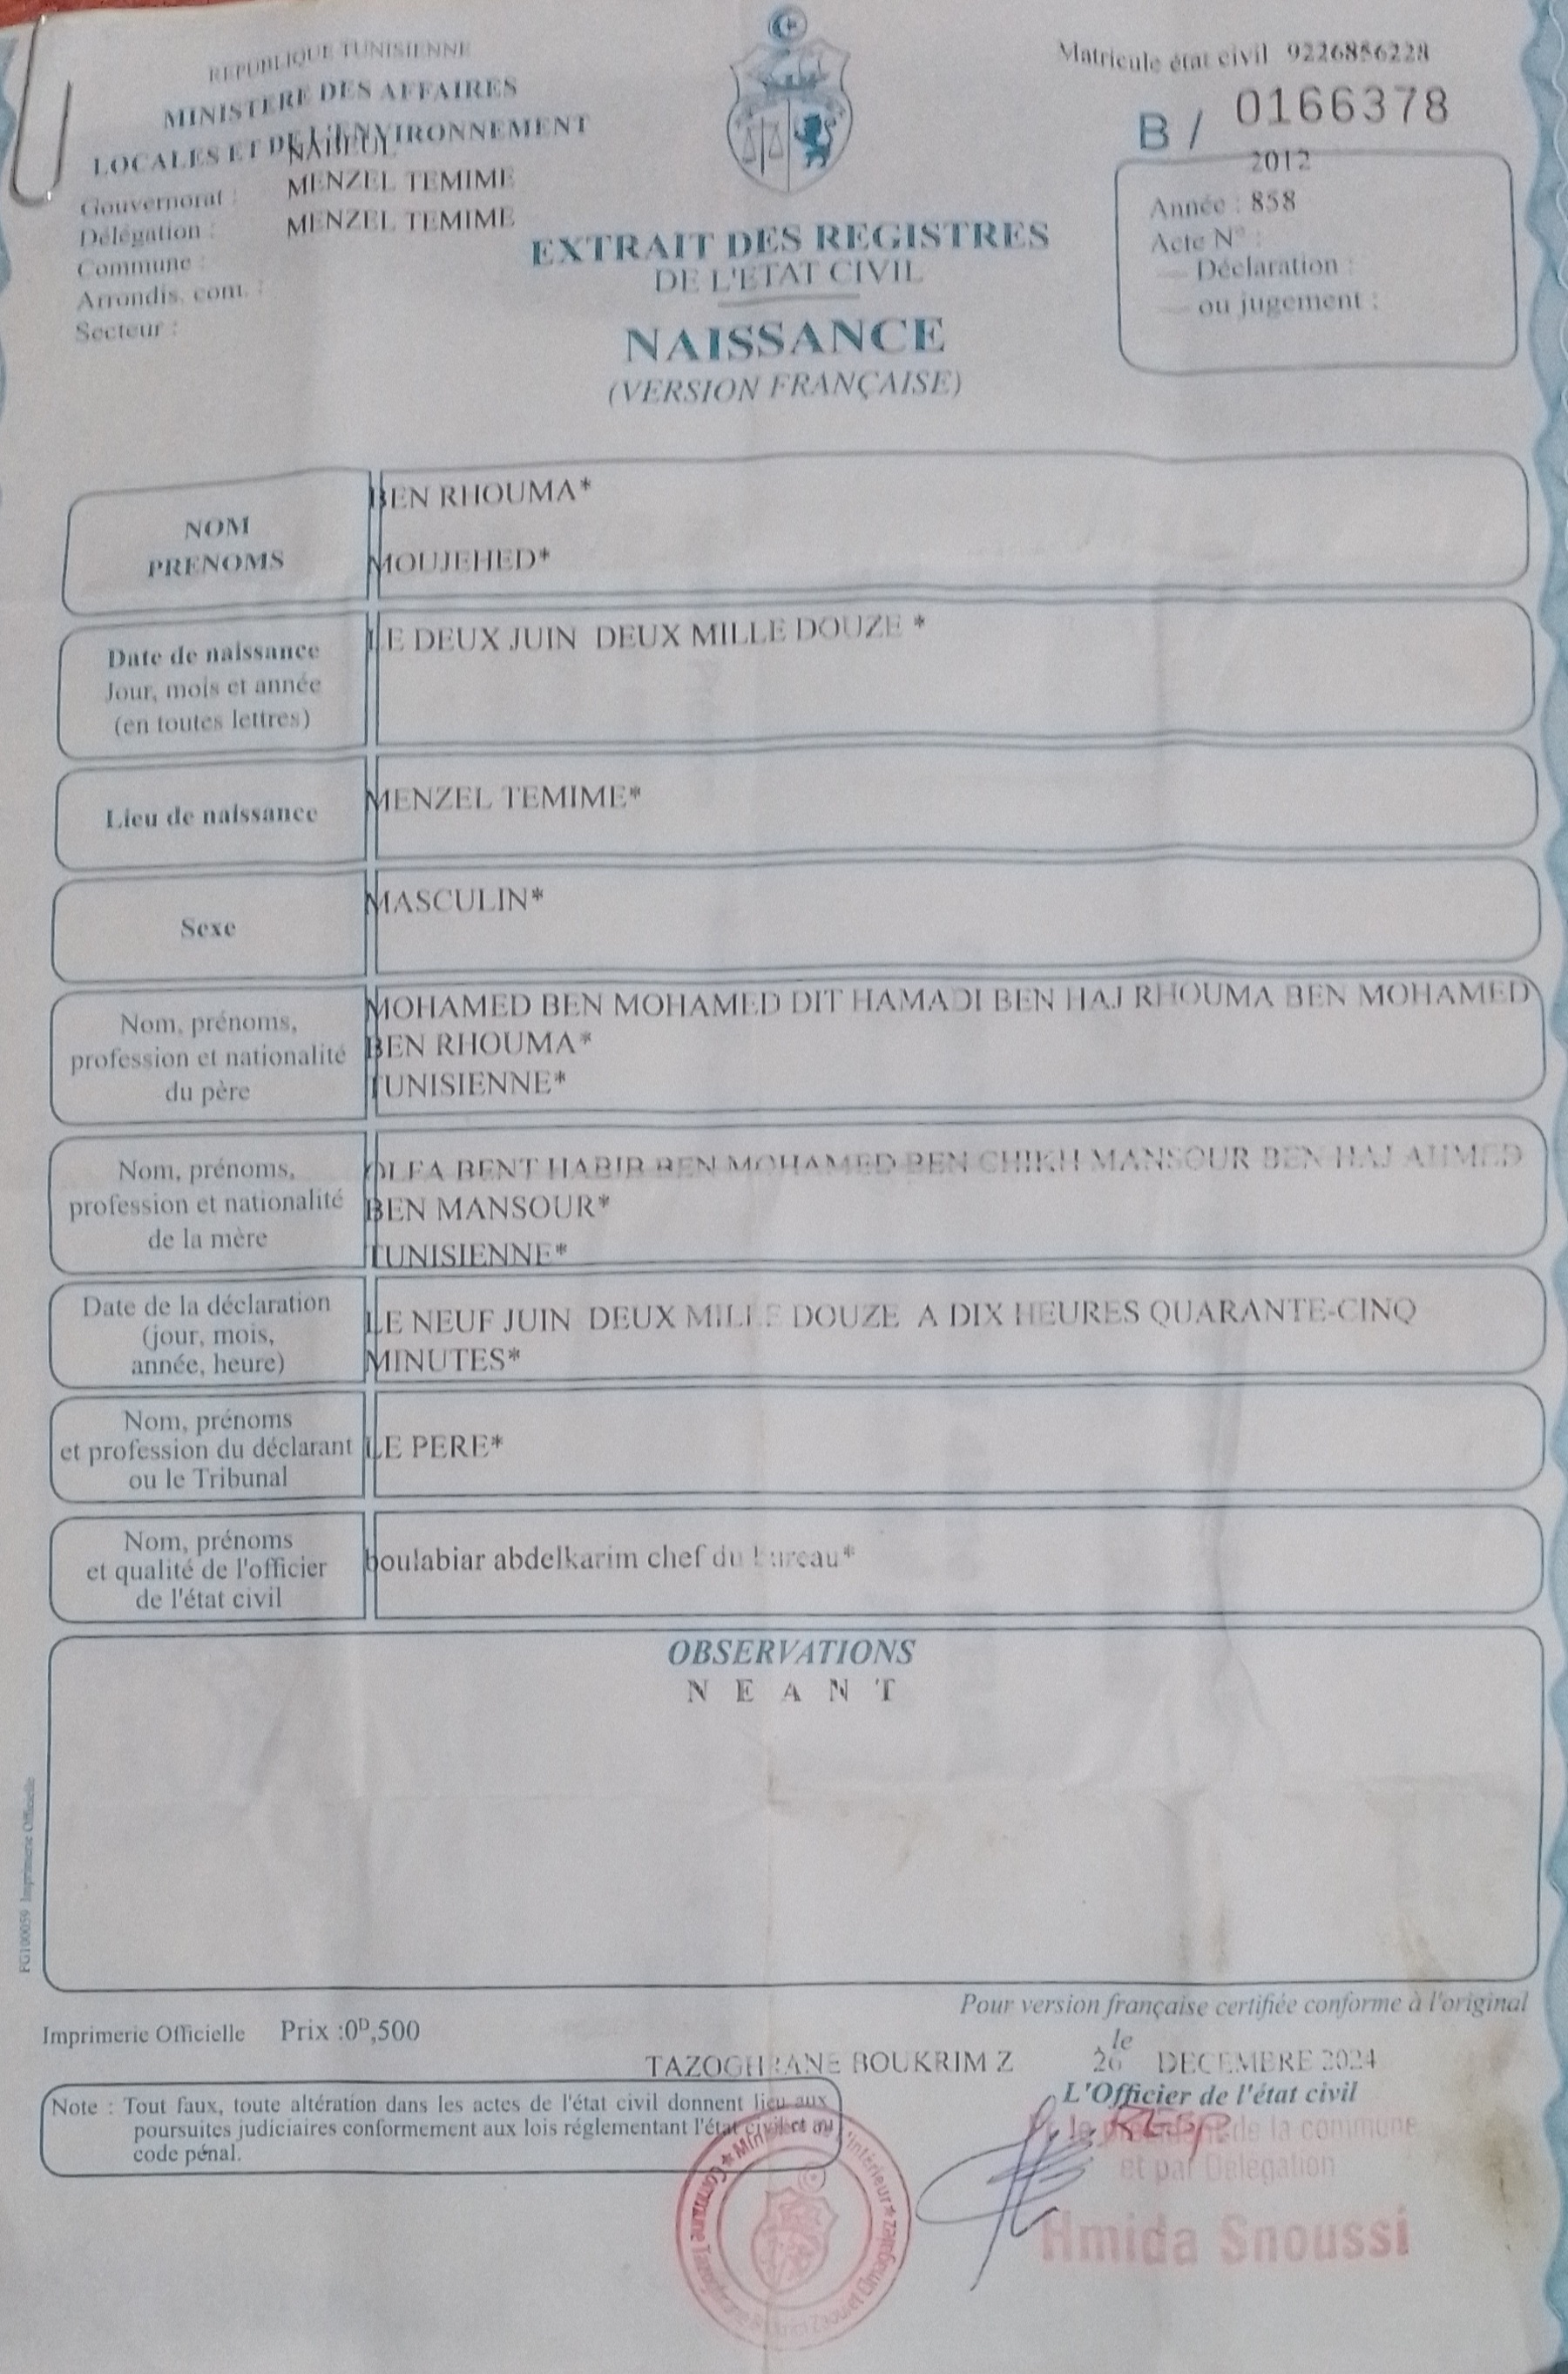 REPUBLIQUE TUNISIENNE
MINISTERE DES AFFAIRES
LOCALES ET DE L'ENVIRONNEMENT
NABEUL
Gouvernorat : MENZEL TEMIME
Délégation : MENZEL TEMIME
Commune :
Arrondis. com. :
Secteur :
EXTRAIT DES REGISTRES
DE L'ETAT CIVIL
NAISSANCE
(VERSION FRANÇAISE)
Matricule état civil 9226856228
B / 0166378
2012
Année : 858
Acte N° :
— Déclaration :
— ou jugement :
NOM
PRENOMS
BEN RHOUMA*
MOUJEHED*
Date de naissance
Jour, mois et année
(en toutes lettres)
LE DEUX JUIN DEUX MILLE DOUZE *
Lieu de naissance
MENZEL TEMIME*
Sexe
MASCULIN*
Nom, prénoms,
profession et nationalité
du père
MOHAMED BEN MOHAMED DIT HAMADI BEN HAJ RHOUMA BEN MOHAMED
BEN RHOUMA*
TUNISIENNE*
Nom, prénoms,
profession et nationalité
de la mère
OLFA BENT HABIB BEN MOHAMED BEN CHIKH MANSOUR BEN HAJ AHMED
BEN MANSOUR*
TUNISIENNE*
Date de la déclaration
(jour, mois,
année, heure)
LE NEUF JUIN DEUX MILLE DOUZE A DIX HEURES QUARANTE-CINQ
MINUTES*
Nom, prénoms
et profession du déclarant
ou le Tribunal
LE PERE*
Nom, prénoms
et qualité de l'officier
de l'état civil
boulabiar abdelkarim chef du bureau*
OBSERVATIONS
N E A N T
FG100059 Imprimerie Officielle
Pour version française certifiée conforme à l'original
Imprimerie Officielle Prix :0ᴰ,500
TAZOGHRANE BOUKRIM Z
le
26 DECEMBRE 2024
L'Officier de l'état civil
Note : Tout faux, toute altération dans les actes de l'état civil donnent lieu aux
poursuites judiciaires conformement aux lois réglementant l'état civil et au
code pénal.
le président de la commune
et par Délégation
Hmida Snoussi